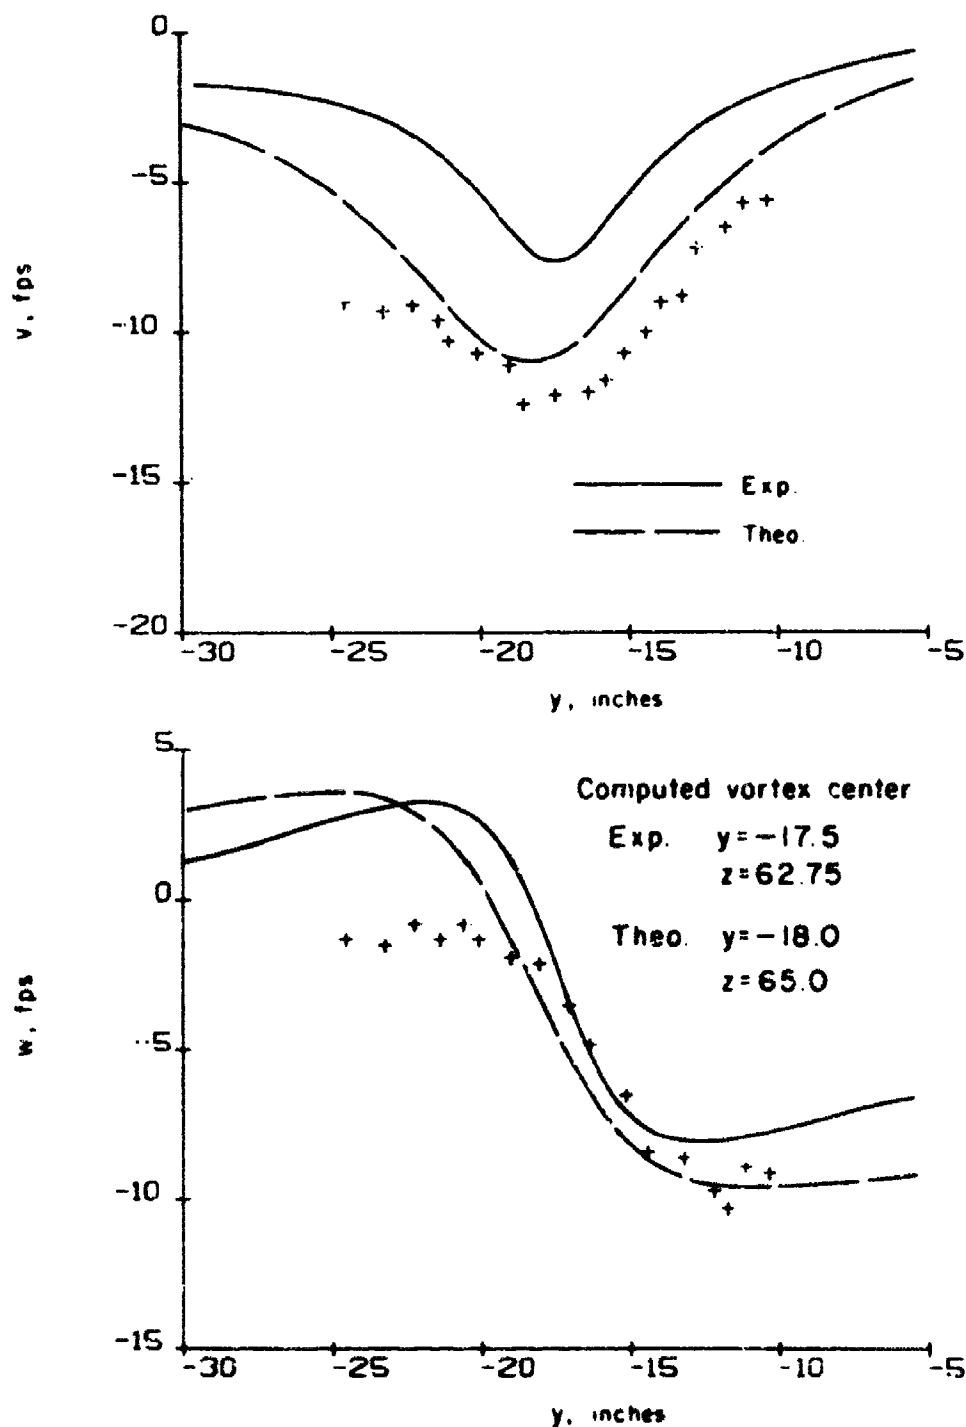 0
-5
-10
-15
-20
v, fps
-30 -25 -20 -15 -10 -5
y, inches
Exp.
Theo.
5
0
-5
-10
-15
w, fps
Computed vortex center
Exp. y=-17.5
z=62.75
Theo. y=-18.0
z=65.0
-30 -25 -20 -15 -10 -5
y, inches